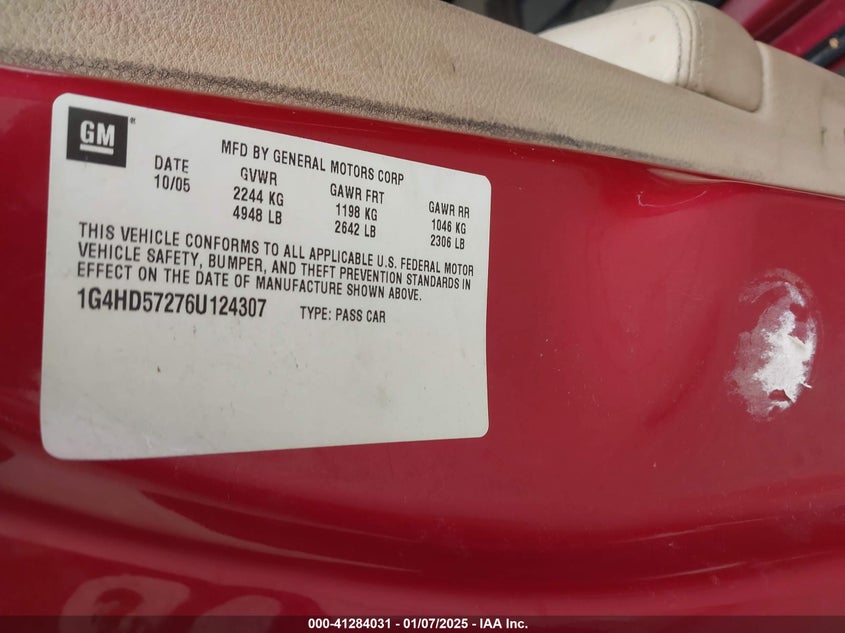 GM
MFD BY GENERAL MOTORS CORP
DATE GVWR GAWR FRT GAWR RR
10/05 2244 KG 1198 KG 1046 KG
4948 LB 2642 LB 2306 LB
THIS VEHICLE CONFORMS TO ALL APPLICABLE U.S. FEDERAL MOTOR
VEHICLE SAFETY, BUMPER, AND THEFT PREVENTION STANDARDS IN
EFFECT ON THE DATE OF MANUFACTURE SHOWN ABOVE.
1G4HD57276U124307 TYPE: PASS CAR
000-41284031 - 01/07/2025 - IAA Inc.